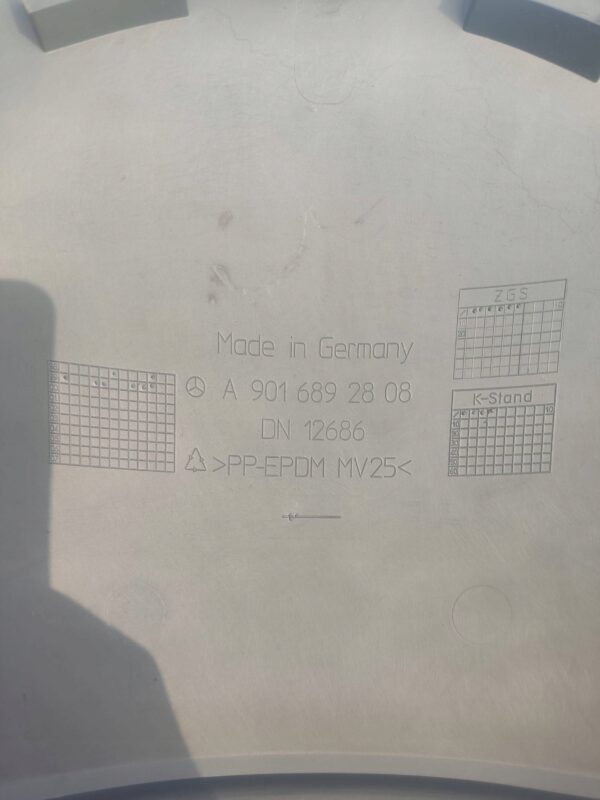 ZGS
Made in Germany
K-Stand
A 901 689 28 08
DN 12686
>PP-EPDM MV25<